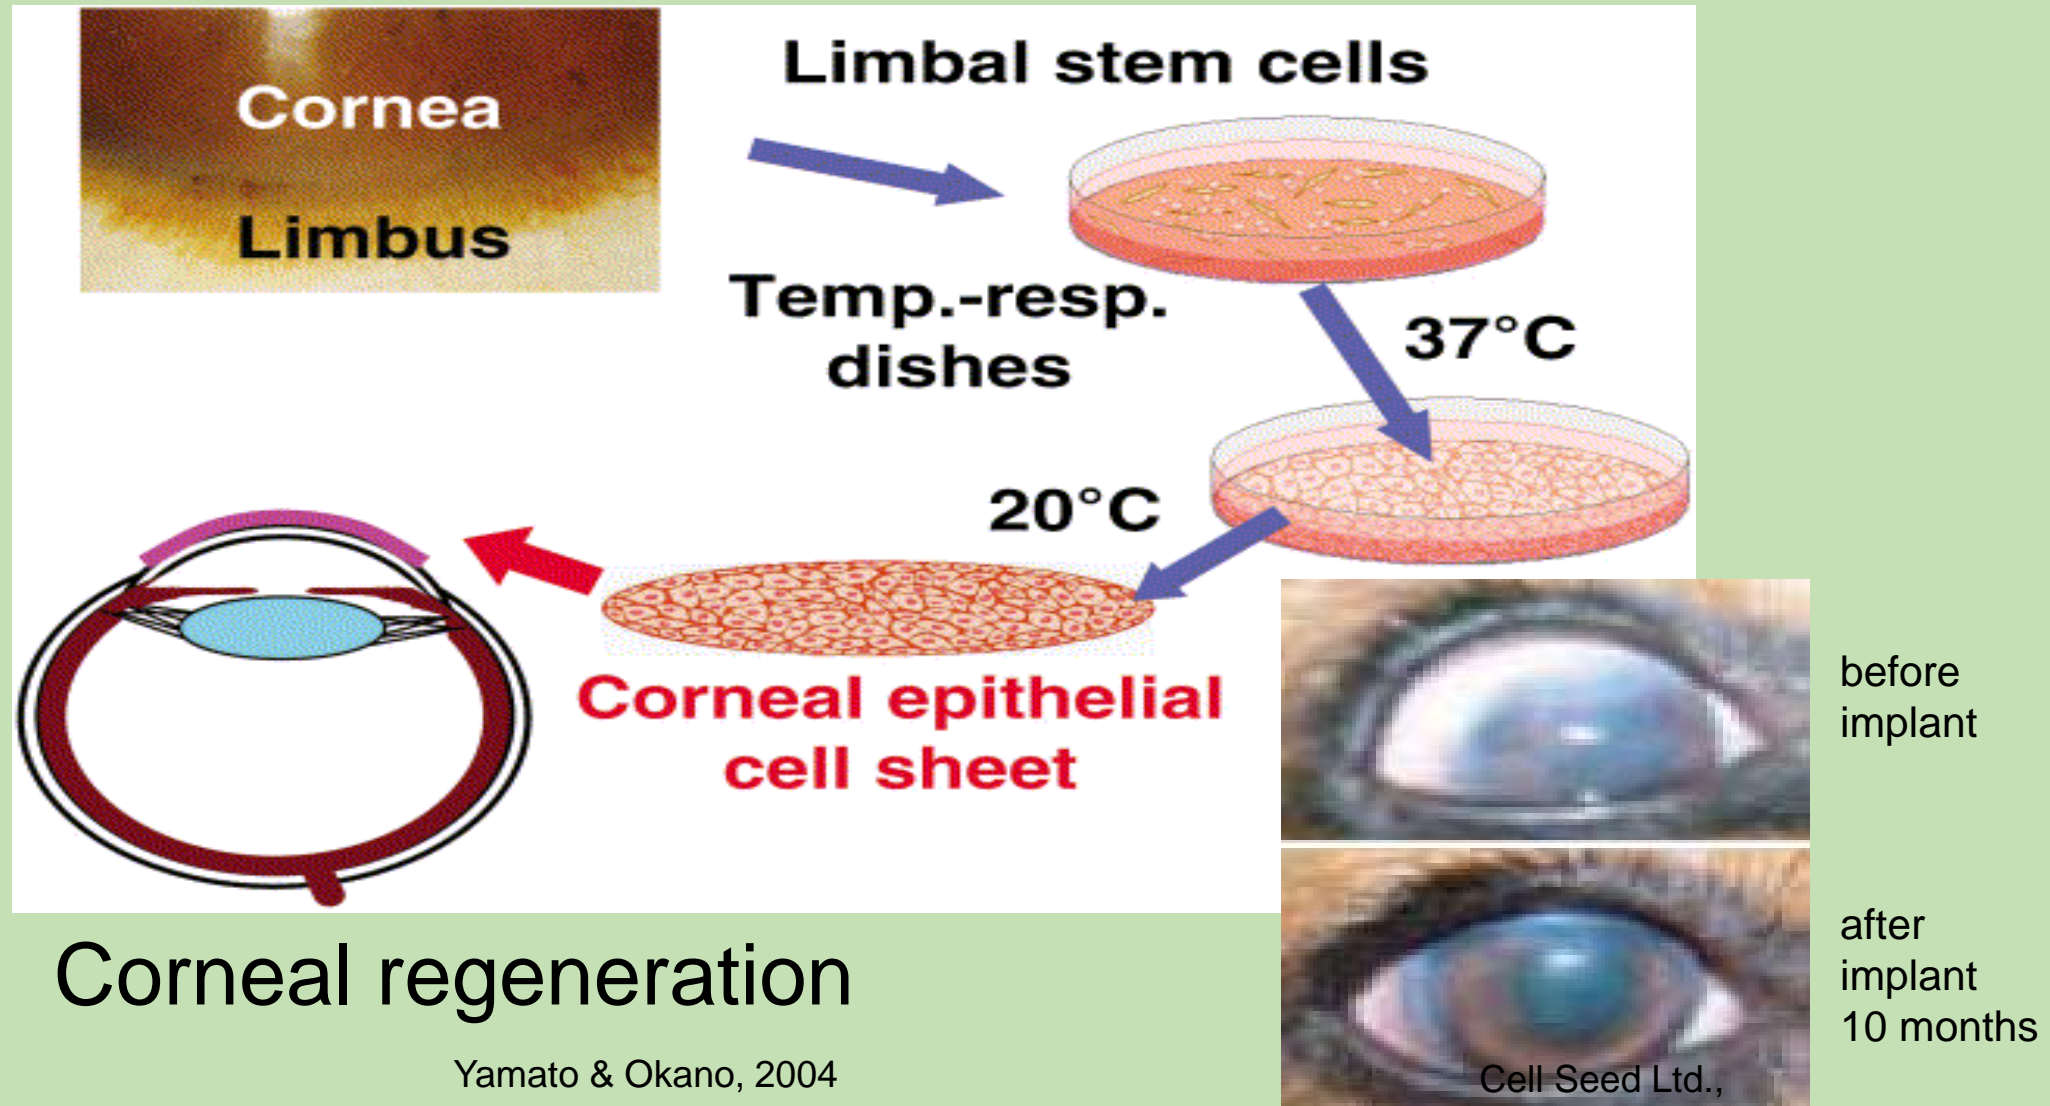 Cornea
Limbus
Limbal stem cells
Temp.-resp.
dishes
37°C
20°C
Corneal epithelial
cell sheet
before
implant
after
implant
10 months
Corneal regeneration
Yamato & Okano, 2004
Cell Seed Ltd.,